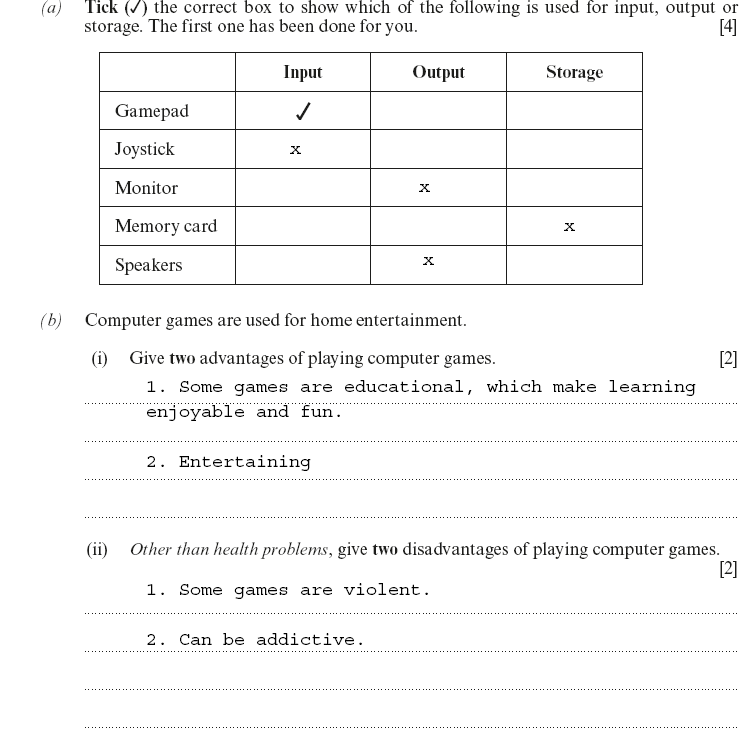 (a) Tick (✓) the correct box to show which of the following is used for input, output or
storage. The first one has been done for you. [4]
Input Output Storage
Gamepad ✓
Joystick x
Monitor x
Memory card x
Speakers x
(b) Computer games are used for home entertainment.
(i) Give two advantages of playing computer games. [2]
1. Some games are educational, which make learning
enjoyable and fun.
2. Entertaining
(ii) Other than health problems, give two disadvantages of playing computer games.
[2]
1. Some games are violent.
2. Can be addictive.